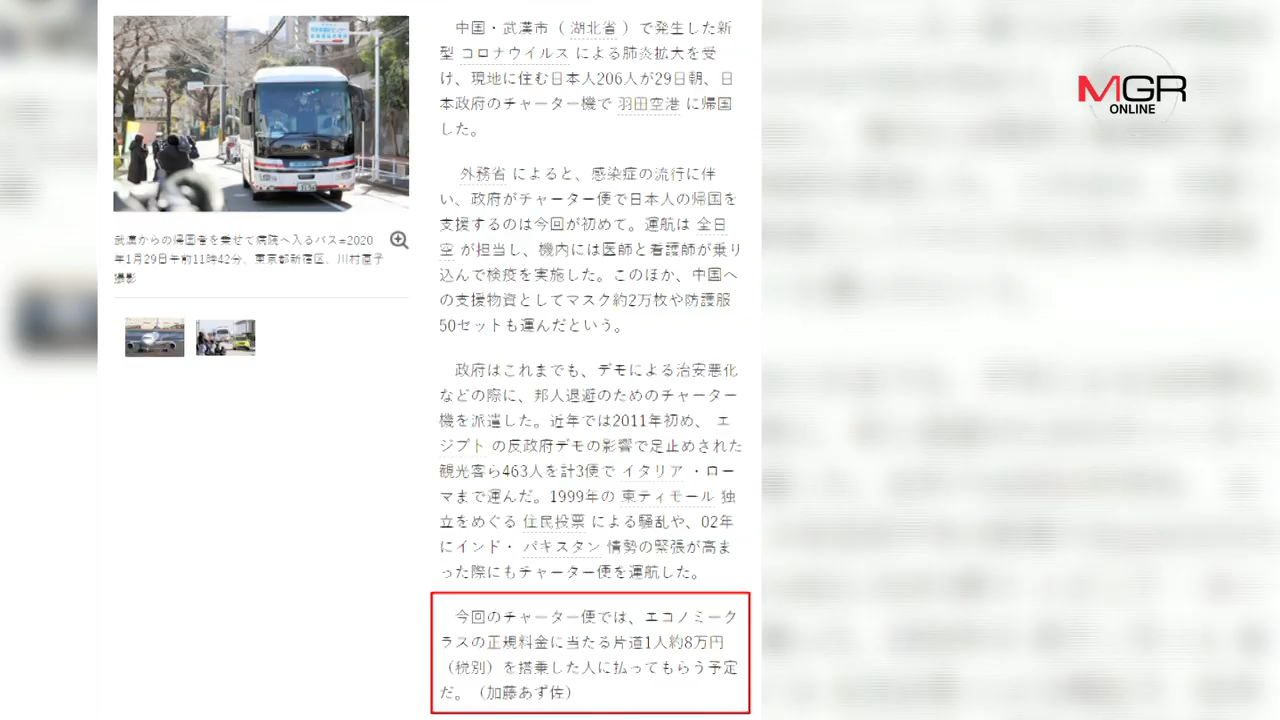 中国・武漢市（ 湖北省 ）で発生した新
型 コロナウイルス による肺炎拡大を受
け、現地に住む日本人206人が29日朝、日
本政府のチャーター機で 羽田空港 に帰国
した。
外務省 によると、感染症の流行に伴
い、政府がチャーター便で日本人の帰国を
支援するのは今回が初めて。運航は 全日
空 が担当し、機内には医師と看護師が乗り
込んで検疫を実施した。このほか、中国へ
の支援物資としてマスク約2万枚や防護服
50セットも運んだという。
政府はこれまでも、デモによる治安悪化
などの際に、邦人退避のためのチャーター
機を派遣した。近年では2011年初め、 エ
ジプト の反政府デモの影響で足止めされた
観光客ら463人を計3便で イタリア ・ロー
マまで運んだ。1999年の 東ティモール 独
立をめぐる 住民投票 による騒乱や、02年
にインド・ パキスタン 情勢の緊張が高ま
った際にもチャーター便を運航した。
今回のチャーター便では、エコノミーク
ラスの正規料金に当たる片道1人約8万円
（税別）を搭乗した人に払ってもらう予定
だ。（加藤あず佐）
武漢からの帰国者を乗せて病院へ入るバス=2020
年1月29日午前11時42分、東京都新宿区、川村直子
撮影
MGR
ONLINE